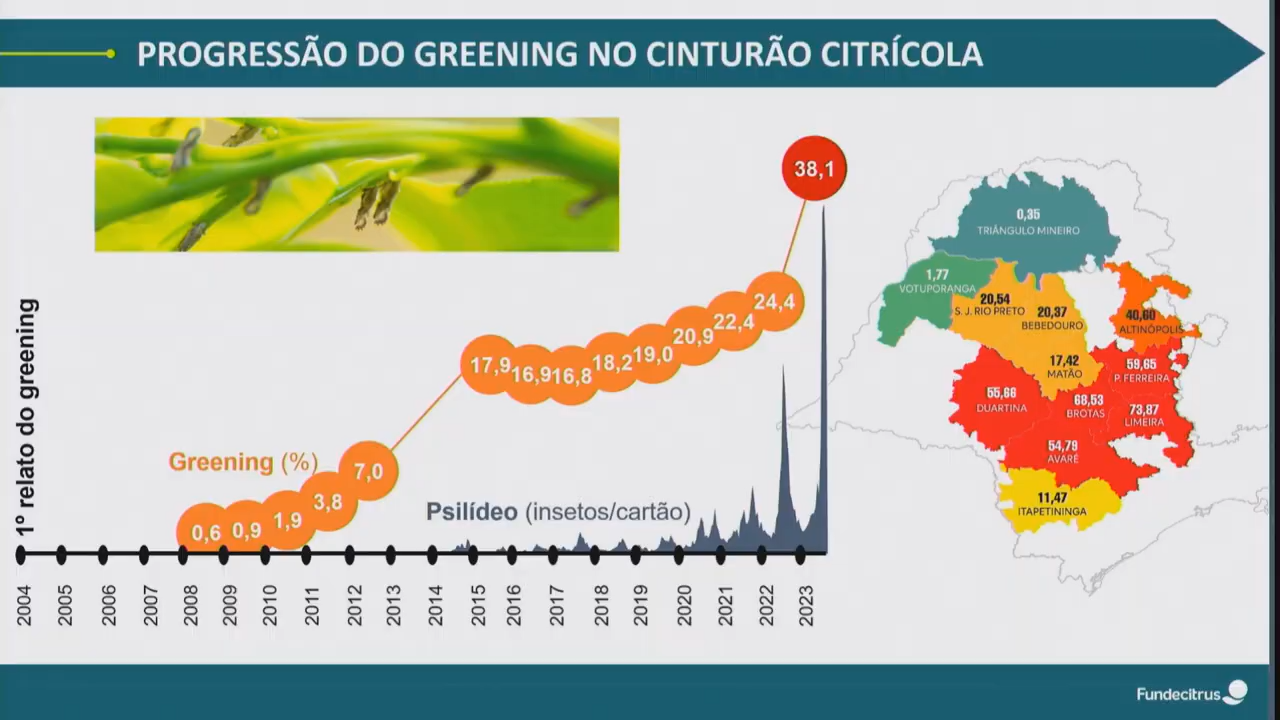 PROGRESSÃO DO GREENING NO CINTURÃO CITRÍCOLA
1º relato do greening
Greening (%)
0,6
0,9
1,9
3,8
7,0
17,9
16,9
16,8
18,2
19,0
20,9
22,4
24,4
38,1
Psilídeo (insetos/cartão)
2004
2005
2006
2007
2008
2009
2010
2011
2012
2013
2014
2015
2016
2017
2018
2019
2020
2021
2022
2023
0,35
TRIÂNGULO MINEIRO
1,77
VOTUPORANGA
20,54
S. J. RIO PRETO
20,37
BEBEDOURO
40,60
ALTINÓPOLIS
17,42
MATÃO
59,65
P. FERREIRA
55,66
DUARTINA
68,53
BROTAS
73,87
LIMEIRA
54,79
AVARÉ
11,47
ITAPETININGA
Fundecitrus